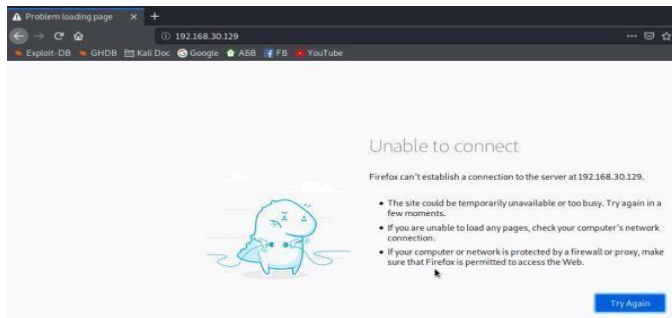 Problem loading page
192.168.30.129
Exploit-DB GHDB Kali Doc Google АБВ FB YouTube
Unable to connect
Firefox can't establish a connection to the server at 192.168.30.129.
The site could be temporarily unavailable or too busy. Try again in a
few moments.
If you are unable to load any pages, check your computer's network
connection.
If your computer or network is protected by a firewall or proxy, make
sure that Firefox is permitted to access the Web.
Try Again